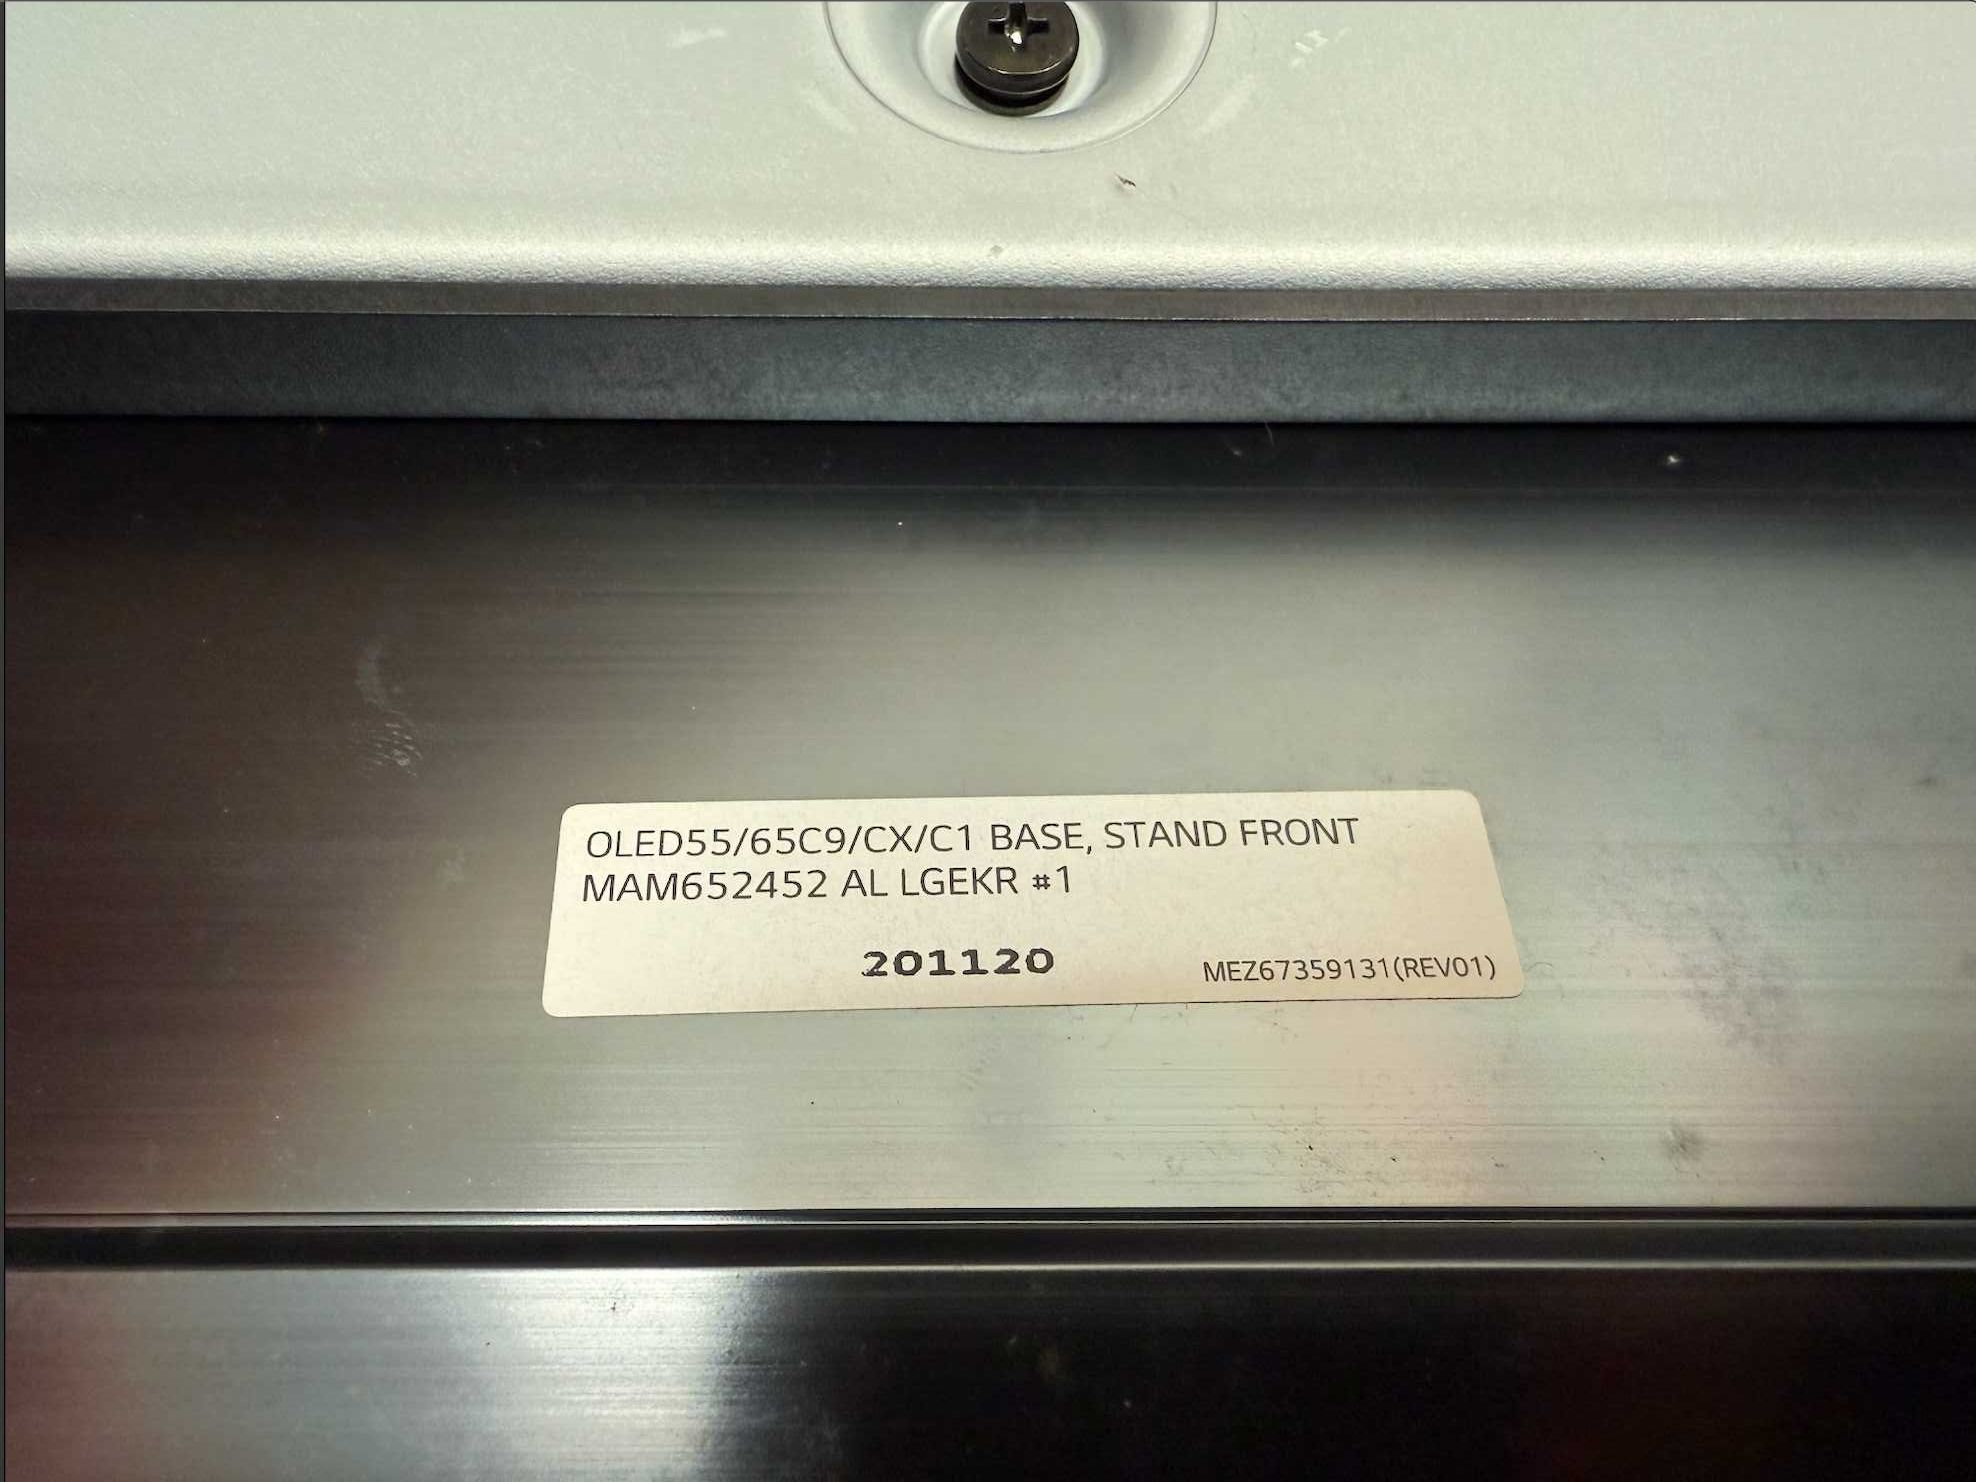 OLED55/65C9/CX/C1 BASE, STAND FRONT
MAM652452 AL LGEKR #1
201120 MEZ67359131(REV01)